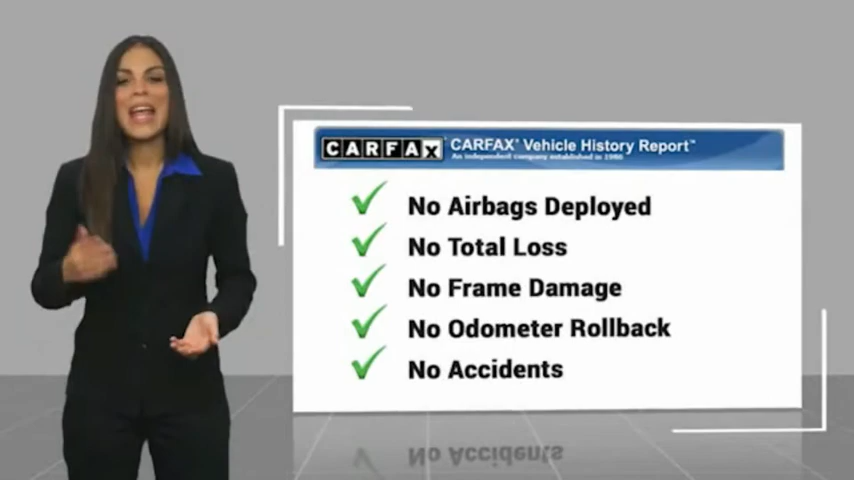 CARFAX CARFAX® Vehicle History Report™
An independent company established in 1986
No Airbags Deployed
No Total Loss
No Frame Damage
No Odometer Rollback
No Accidents
No Accidents